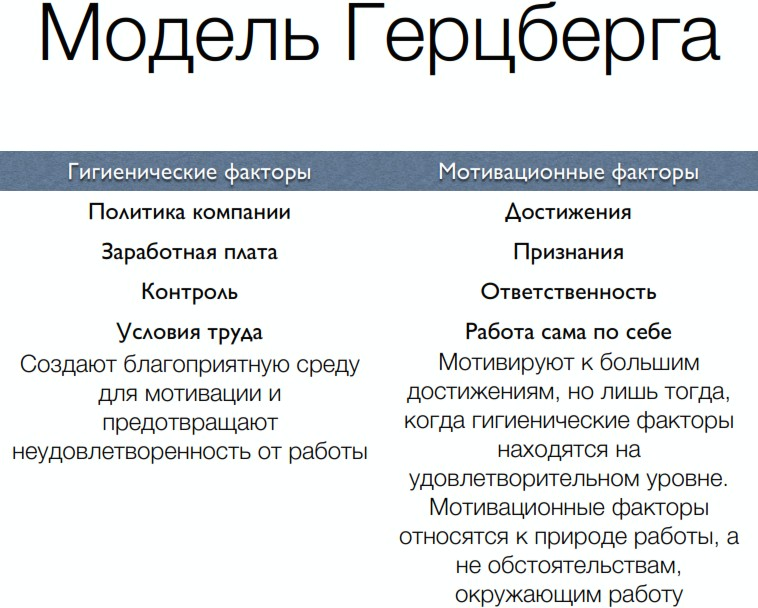 Модель Герцберга
Гигиенические факторы
Мотивационные факторы
Политика компании
Достижения
Заработная плата
Признания
Контроль
Ответственность
Условия труда
Работа сама по себе
Создают благоприятную среду
для мотивации и
предотвращают
неудовлетворенность от работы
Мотивируют к большим
достижениям, но лишь тогда,
когда гигиенические факторы
находятся на
удовлетворительном уровне.
Мотивационные факторы
относятся к природе работы, а
не обстоятельствам,
окружающим работу